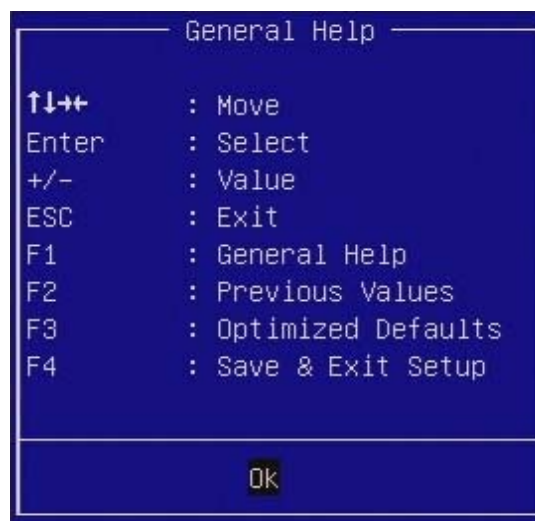 General Help
↑↓→← : Move
Enter : Select
+/- : Value
ESC : Exit
F1 : General Help
F2 : Previous Values
F3 : Optimized Defaults
F4 : Save & Exit Setup
Ok